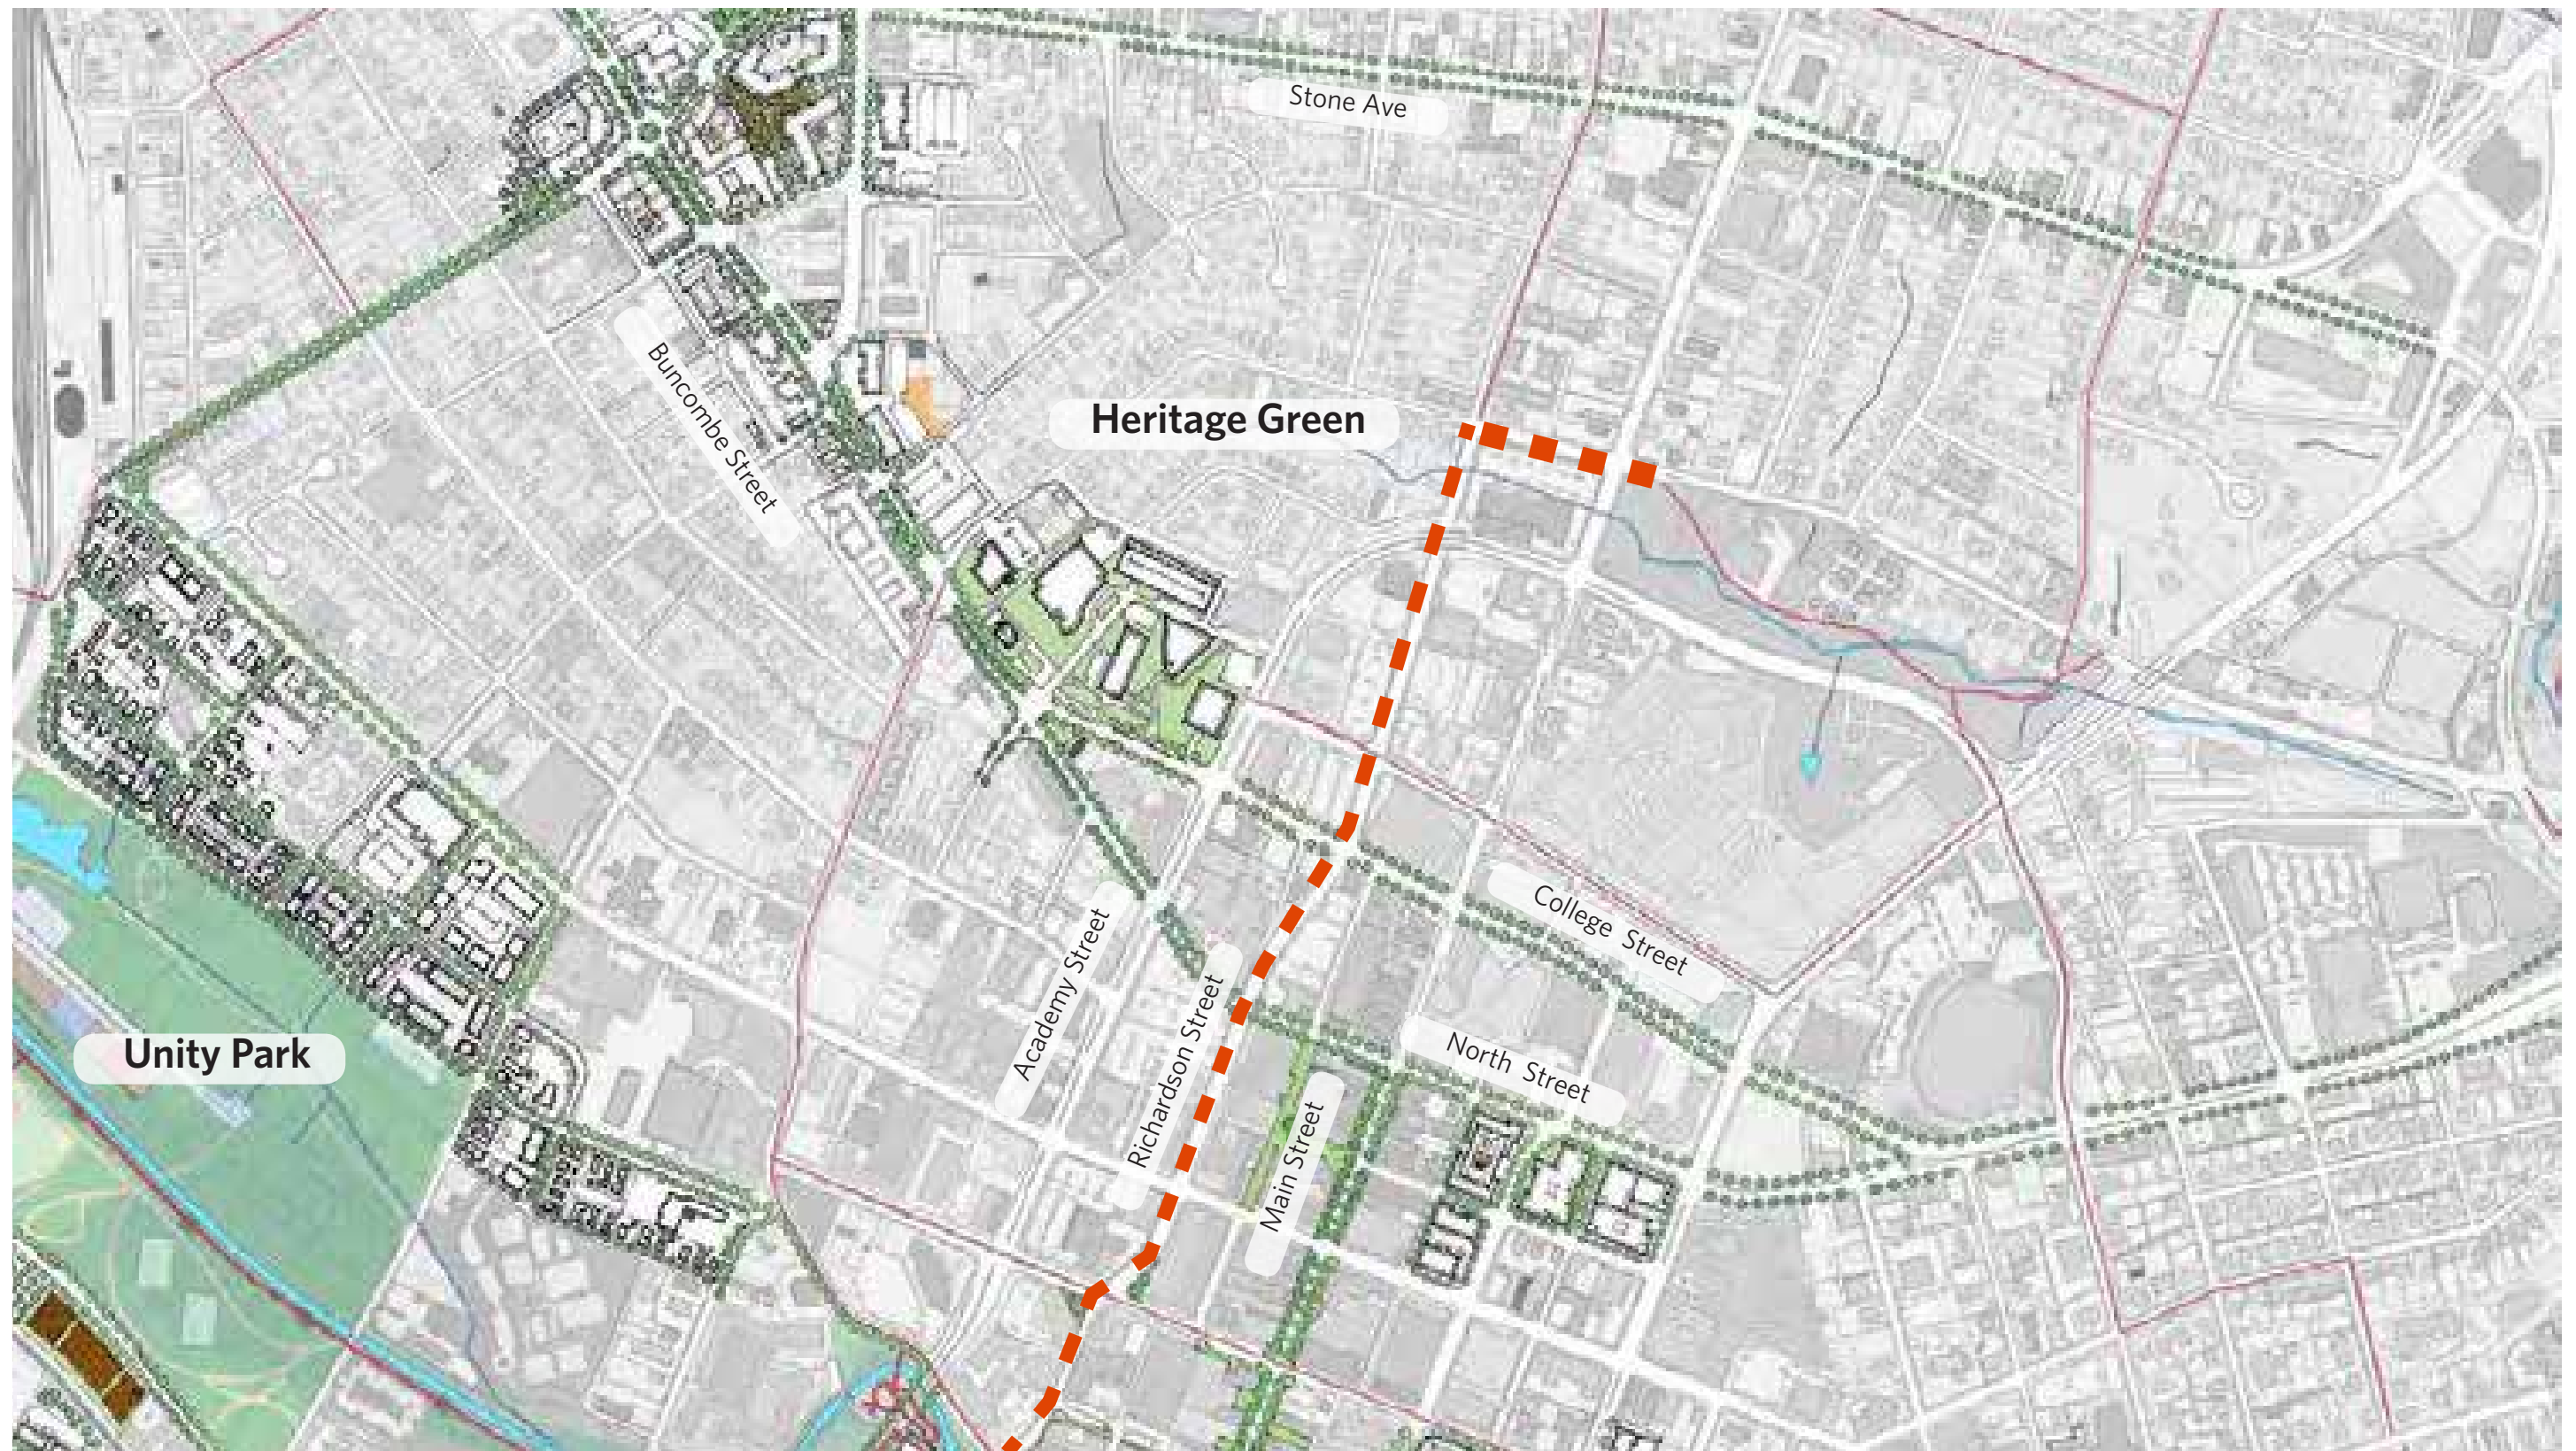 Stone Ave
Buncombe Street
Heritage Green
College Street
Academy Street
Richardson Street
North Street
Unity Park
Main Street